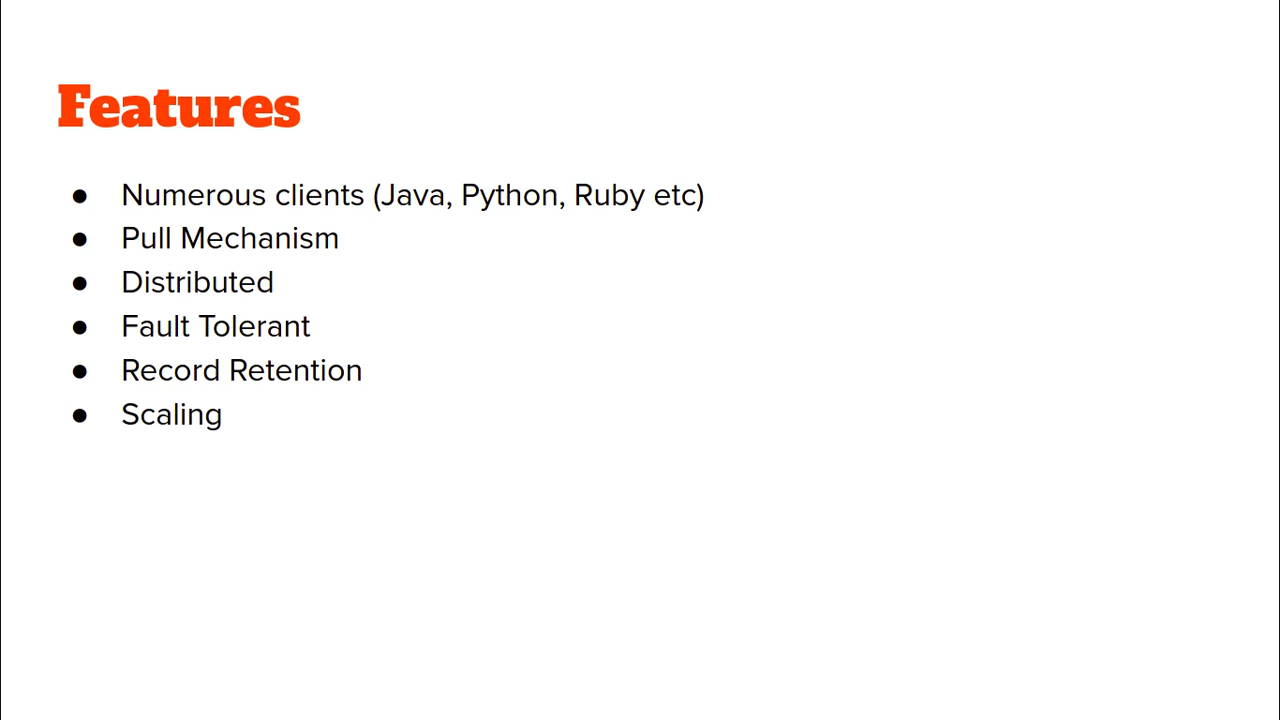 Features
● Numerous clients (Java, Python, Ruby etc)
● Pull Mechanism
● Distributed
● Fault Tolerant
● Record Retention
● Scaling